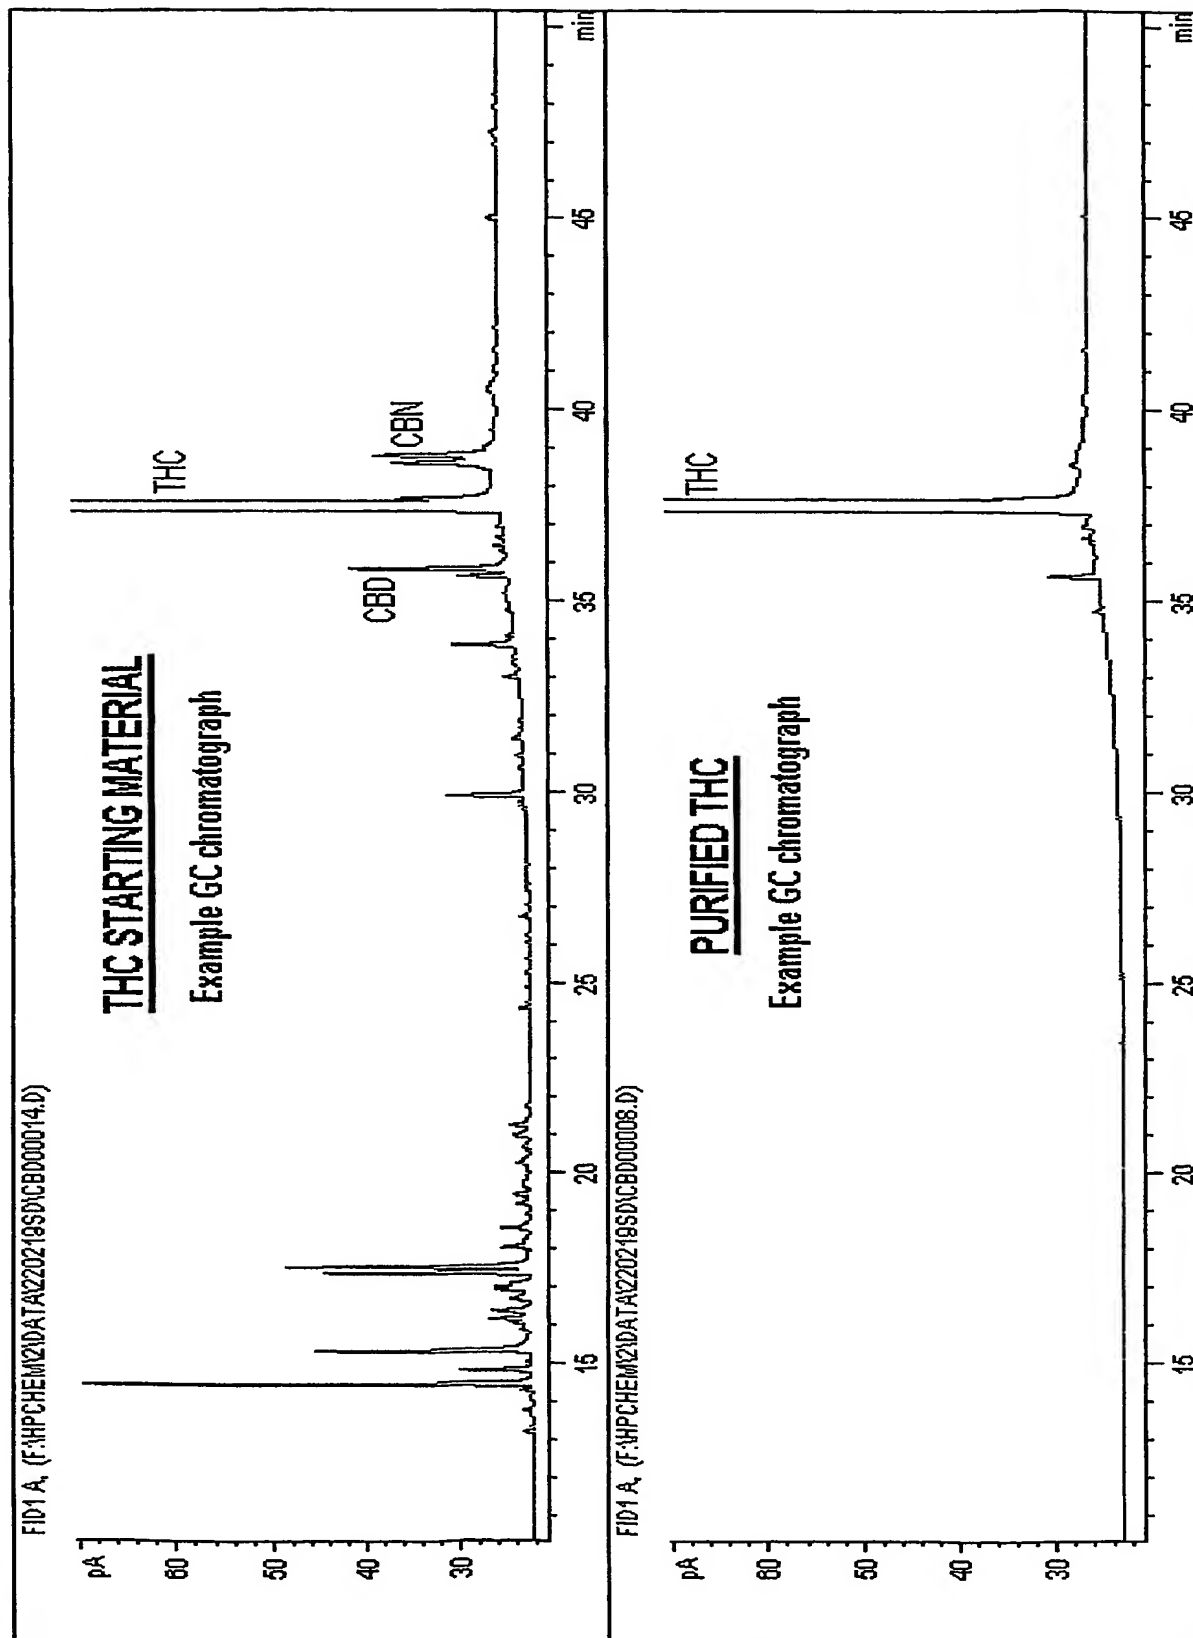 FID1 A, (F:\HPCHEM\2\DATA\220219SD\CBD00014.D)
pA
60
50
40
30
THC STARTING MATERIAL
Example GC chromatograph
CBD
THC
CBN
15
20
25
30
35
40
45
min
FID1 A, (F:\HPCHEM\2\DATA\220219SD\CBD00008.D)
pA
60
50
40
30
PURIFIED THC
Example GC chromatograph
THC
15
20
25
30
35
40
45
min